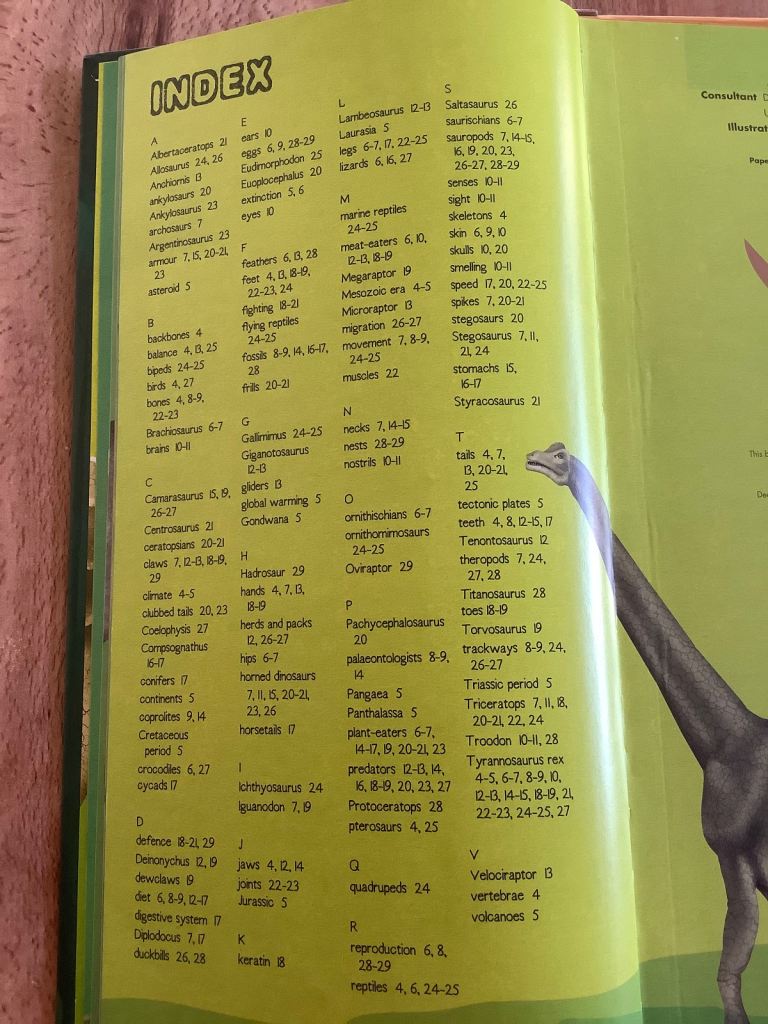 INDEX
A
Albertaceratops 21
Allosaurus 24, 26
Anchiornis 13
ankylosaurs 20
Ankylosaurus 23
archosaurs 7
Argentinosaurus 23
armour 7, 15, 20-21,
23
asteroid 5
B
backbones 4
balance 4, 13, 25
bipeds 24-25
birds 4, 27
bones 4, 8-9,
22-23
Brachiosaurus 6-7
brains 10-11
C
Camarasaurus 15, 19,
26-27
Centrosaurus 21
ceratopsians 20-21
claws 7, 12-13, 18-19,
29
climate 4-5
clubbed tails 20, 23
Coelophysis 27
Compsognathus
16-17
conifers 17
continents 5
coprolites 9, 14
Cretaceous
period 5
crocodiles 6, 27
cycads 17
D
defence 18-21, 29
Deinonychus 12, 19
dewclaws 19
diet 6, 8-9, 12-17
digestive system 17
Diplodocus 7, 17
duckbills 26, 28
E
ears 10
eggs 6, 9, 28-29
Eudimorphodon 25
Euoplocephalus 20
extinction 5, 6
eyes 10
F
feathers 6, 13, 28
feet 4, 13, 18-19,
22-23, 24
fighting 18-21
flying reptiles
24-25
fossils 8-9, 14, 16-17,
28
frills 20-21
G
Gallimimus 24-25
Giganotosaurus
12-13
gliders 13
global warming 5
Gondwana 5
H
Hadrosaur 29
hands 4, 7, 13,
18-19
herds and packs
12, 26-27
hips 6-7
horned dinosaurs
7, 11, 15, 20-21,
23, 26
horsetails 17
I
Ichthyosaurus 24
Iguanodon 7, 19
J
jaws 4, 12, 14
joints 22-23
Jurassic 5
K
keratin 18
L
Lambeosaurus 12-13
Laurasia 5
legs 6-7, 17, 22-25
lizards 6, 16, 27
M
marine reptiles
24-25
meat-eaters 6, 10,
12-13, 18-19
Megaraptor 19
Mesozoic era 4-5
Microraptor 13
migration 26-27
movement 7, 8-9,
24-25
muscles 22
N
necks 7, 14-15
nests 28-29
nostrils 10-11
O
ornithischians 6-7
ornithomimosaurs
24-25
Oviraptor 29
P
Pachycephalosaurus
20
palaeontologists 8-9,
14
Pangaea 5
Panthalassa 5
plant-eaters 6-7,
14-17, 19, 20-21, 23
predators 12-13, 14,
16, 18-19, 20, 23, 27
Protoceratops 28
pterosaurs 4, 25
Q
quadrupeds 24
R
reproduction 6, 8,
28-29
reptiles 4, 6, 24-25
S
Saltasaurus 26
saurischians 6-7
sauropods 7, 14-15,
16, 19, 20, 23,
26-27, 28-29
senses 10-11
sight 10-11
skeletons 4
skin 6, 9, 10
skulls 10, 20
smelling 10-11
speed 17, 20, 22-25
spikes 7, 20-21
stegosaurs 20
Stegosaurus 7, 11,
21, 24
stomachs 15,
16-17
Styracosaurus 21
T
tails 4, 7,
13, 20-21,
25
tectonic plates 5
teeth 4, 8, 12-15, 17
Tenontosaurus 12
theropods 7, 24,
27, 28
Titanosaurus 28
toes 18-19
Torvosaurus 19
trackways 8-9, 24,
26-27
Triassic period 5
Triceratops 7, 11, 18,
20-21, 22, 24
Troodon 10-11, 28
Tyrannosaurus rex
4-5, 6-7, 8-9, 10,
12-13, 14-15, 18-19, 21,
22-23, 24-25, 27
V
Velociraptor 13
vertebrae 4
volcanoes 5
Consultant
This b